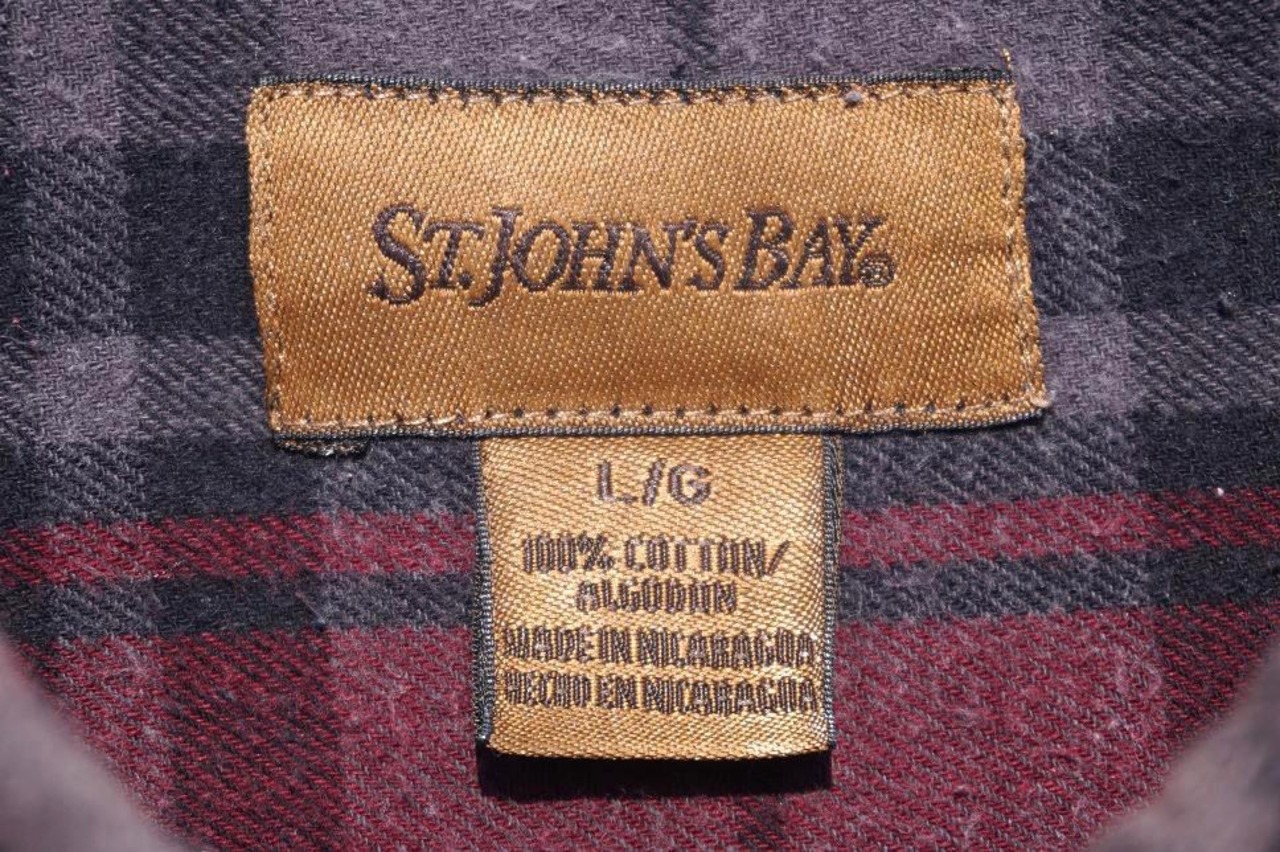 ST. JOHN'S BAY®
L/G
100% COTTON/
ALGODON
MADE IN NICARAGUA
HECHO EN NICARAGUA